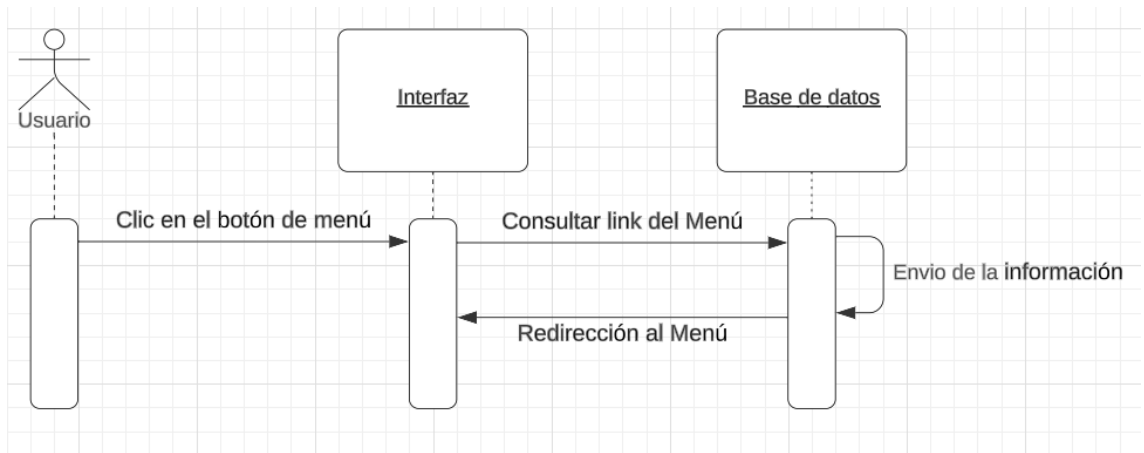 Usuario
Interfaz
Base de datos
Clic en el botón de menú
Consultar link del Menú
Envio de la información
Redirección al Menú